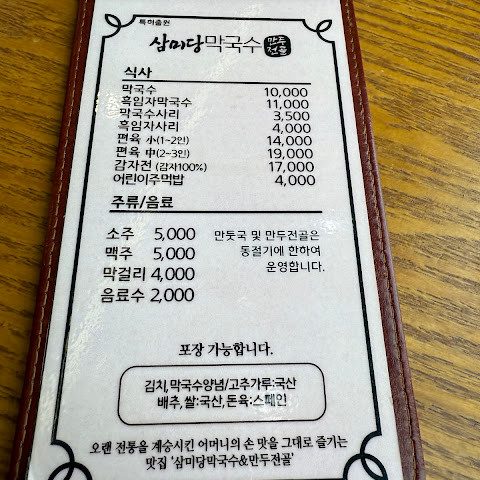 특허출원
삼미당막국수 만두전골
식사
막국수 10,000
흑임자막국수 11,000
막국수사리 3,500
흑임자사리 4,000
편육 小(1~2인) 14,000
편육 中(2~3인) 19,000
감자전 (감자100%) 17,000
어린이주먹밥 4,000
주류/음료
소주 5,000
맥주 5,000
막걸리 4,000
음료수 2,000
만둣국 및 만두전골은
동절기에 한하여
운영합니다.
포장 가능합니다.
김치,막국수양념/고추가루:국산
배추,쌀:국산,돈육:스페인
오랜 전통을 계승시킨 어머니의 손 맛을 그대로 즐기는
맛집 '삼미당막국수&만두전골'